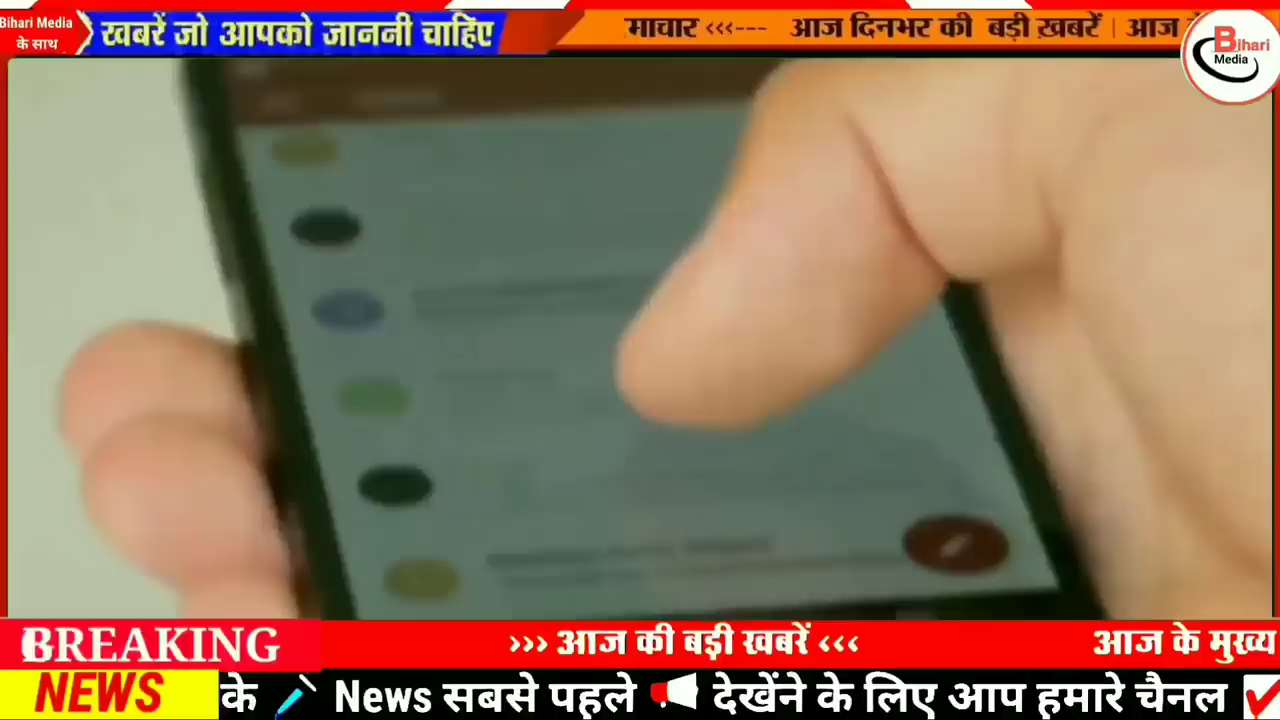 Bihari Media
के साथ
खबरें जो आपको जाननी चाहिए
माचार <<<--- आज दिनभर की बड़ी ख़बरें | आज
Bihari
Media
BREAKING
>>> आज की बड़ी खबरें <<< आज के मुख्य
NEWS
के News सबसे पहले देखेंने के लिए आप हमारे चैनल